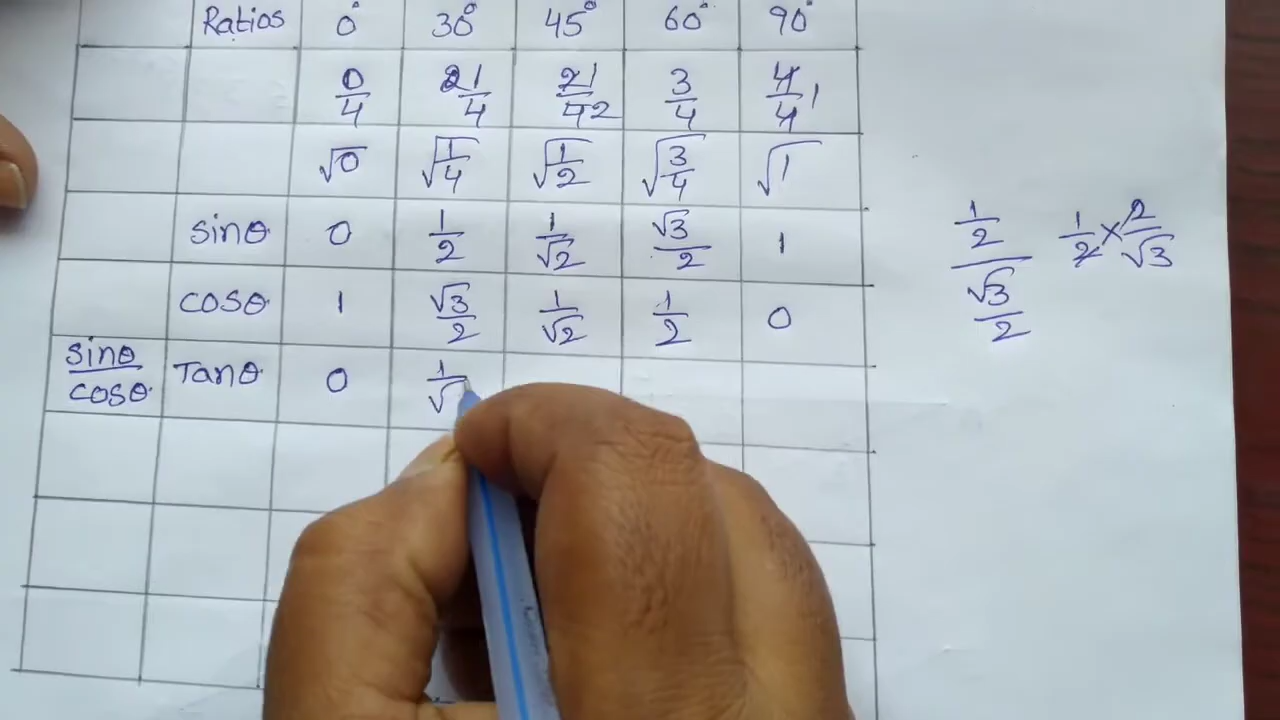 Ratios 0° 30° 45° 60° 90°
0/4 1/4 21/42 3/4 4/4 1
√0 √1/4 √1/2 √3/4 √1
sinθ 0 1/2 1/√2 √3/2 1
cosθ 1 √3/2 1/√2 1/2 0
sinθ/cosθ Tanθ 0 1/√
1/2 / √3/2 1/2 × 2/√3